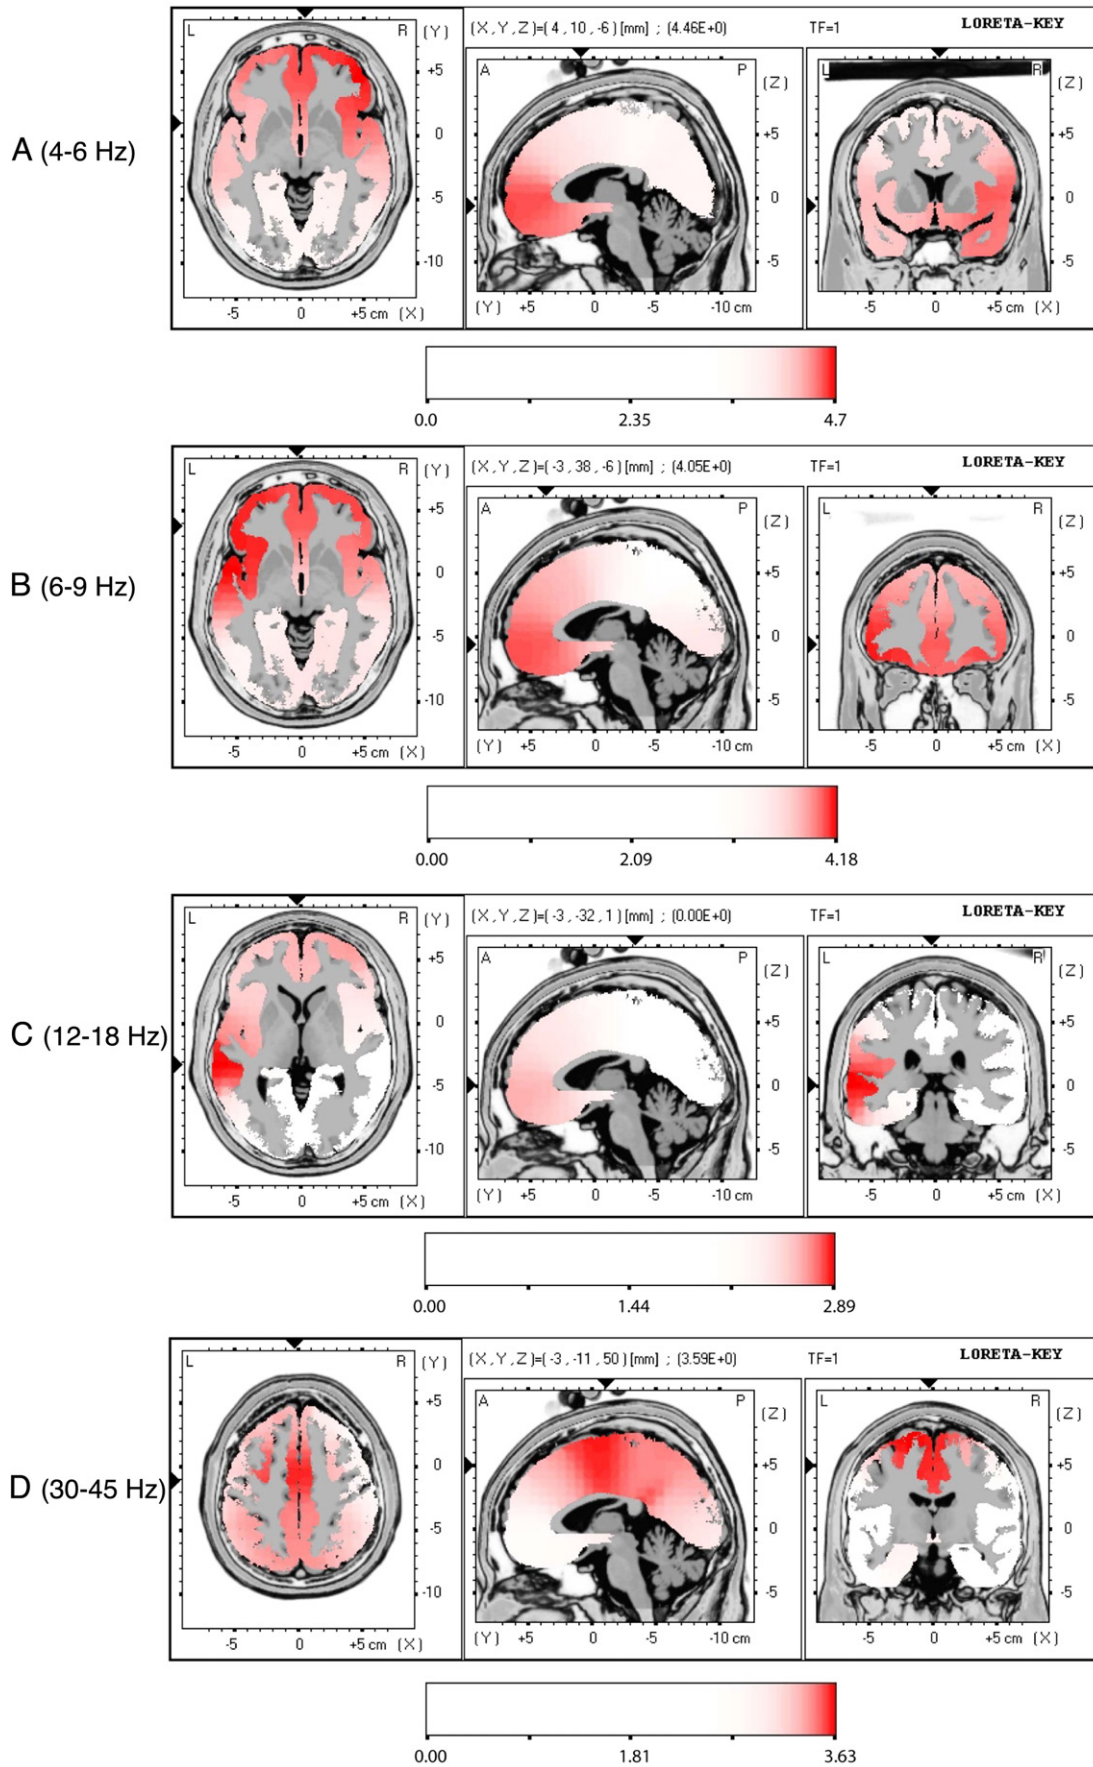 L R (Y) (X,Y,Z)=(4,10,-6)[mm] ; (4.46E+0) TF=1 LORETA-KEY
A P (Z) L R (Z)
+5 +5 +5
A (4-6 Hz)
0 0 0
-5 -5 -5
-10
-5 0 +5 cm (X) (Y) +5 0 -5 -10 cm -5 0 +5 cm (X)
0.0 2.35 4.7
L R (Y) (X,Y,Z)=(-3,38,-6)[mm] ; (4.05E+0) TF=1 LORETA-KEY
A P (Z) L R (Z)
+5 +5 +5
B (6-9 Hz)
0 0 0
-5 -5 -5
-10
-5 0 +5 cm (X) (Y) +5 0 -5 -10 cm -5 0 +5 cm (X)
0.00 2.09 4.18
L R (Y) (X,Y,Z)=(-3,-32,1)[mm] ; (0.00E+0) TF=1 LORETA-KEY
A P (Z) L R (Z)
+5 +5 +5
C (12-18 Hz)
0 0 0
-5 -5 -5
-10
-5 0 +5 cm (X) (Y) +5 0 -5 -10 cm -5 0 +5 cm (X)
0.00 1.44 2.89
L R (Y) (X,Y,Z)=(-3,-11,50)[mm] ; (3.59E+0) TF=1 LORETA-KEY
A P (Z) L R (Z)
+5 +5 +5
D (30-45 Hz)
0 0 0
-5 -5 -5
-10
-5 0 +5 cm (X) (Y) +5 0 -5 -10 cm -5 0 +5 cm (X)
0.00 1.81 3.63